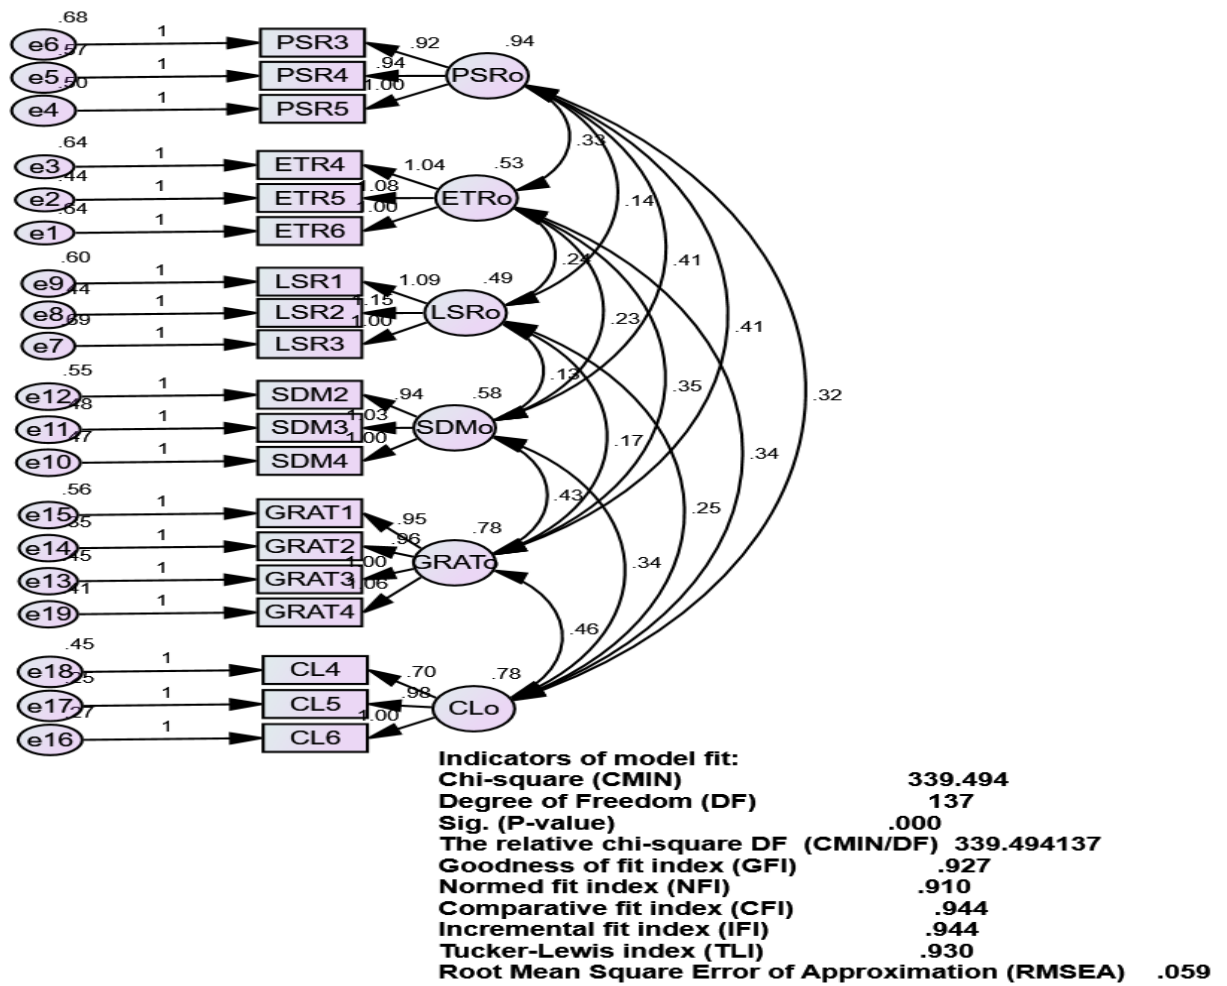 .68
e6 1 PSR3 .92 .94
.57
e5 1 PSR4 .94 PSRo
.50
e4 1 PSR5 1.00
.33
.64
e3 1 ETR4 1.04 .53
.44
e2 1 ETR5 1.08 ETRo
.64
e1 1 ETR6 1.00
.14
.60
e9 1 LSR1 1.09 .49
.24
.41
.44
e8 1 LSR2 1.15 LSRo
.69
e7 1 LSR3 1.00
.23
.41
.55
e12 1 SDM2 .94 .58
.13
.35
.32
.48
e11 1 SDM3 1.03 SDMo
.47
e10 1 SDM4 1.00
.17
.34
.56
e15 1 GRAT1 .95 .78
.43
.25
.35
e14 1 GRAT2 .96 GRATo
.45
e13 1 GRAT3 1.00
.34
.41
e19 1 GRAT4 1.06
.46
.45
e18 1 CL4 .70 .78
.25
e17 1 CL5 .98 CLo
.27
e16 1 CL6 1.00
Indicators of model fit:
Chi-square (CMIN) 339.494
Degree of Freedom (DF) 137
Sig. (P-value) .000
The relative chi-square DF (CMIN/DF) 339.494137
Goodness of fit index (GFI) .927
Normed fit index (NFI) .910
Comparative fit index (CFI) .944
Incremental fit index (IFI) .944
Tucker-Lewis index (TLI) .930
Root Mean Square Error of Approximation (RMSEA) .059